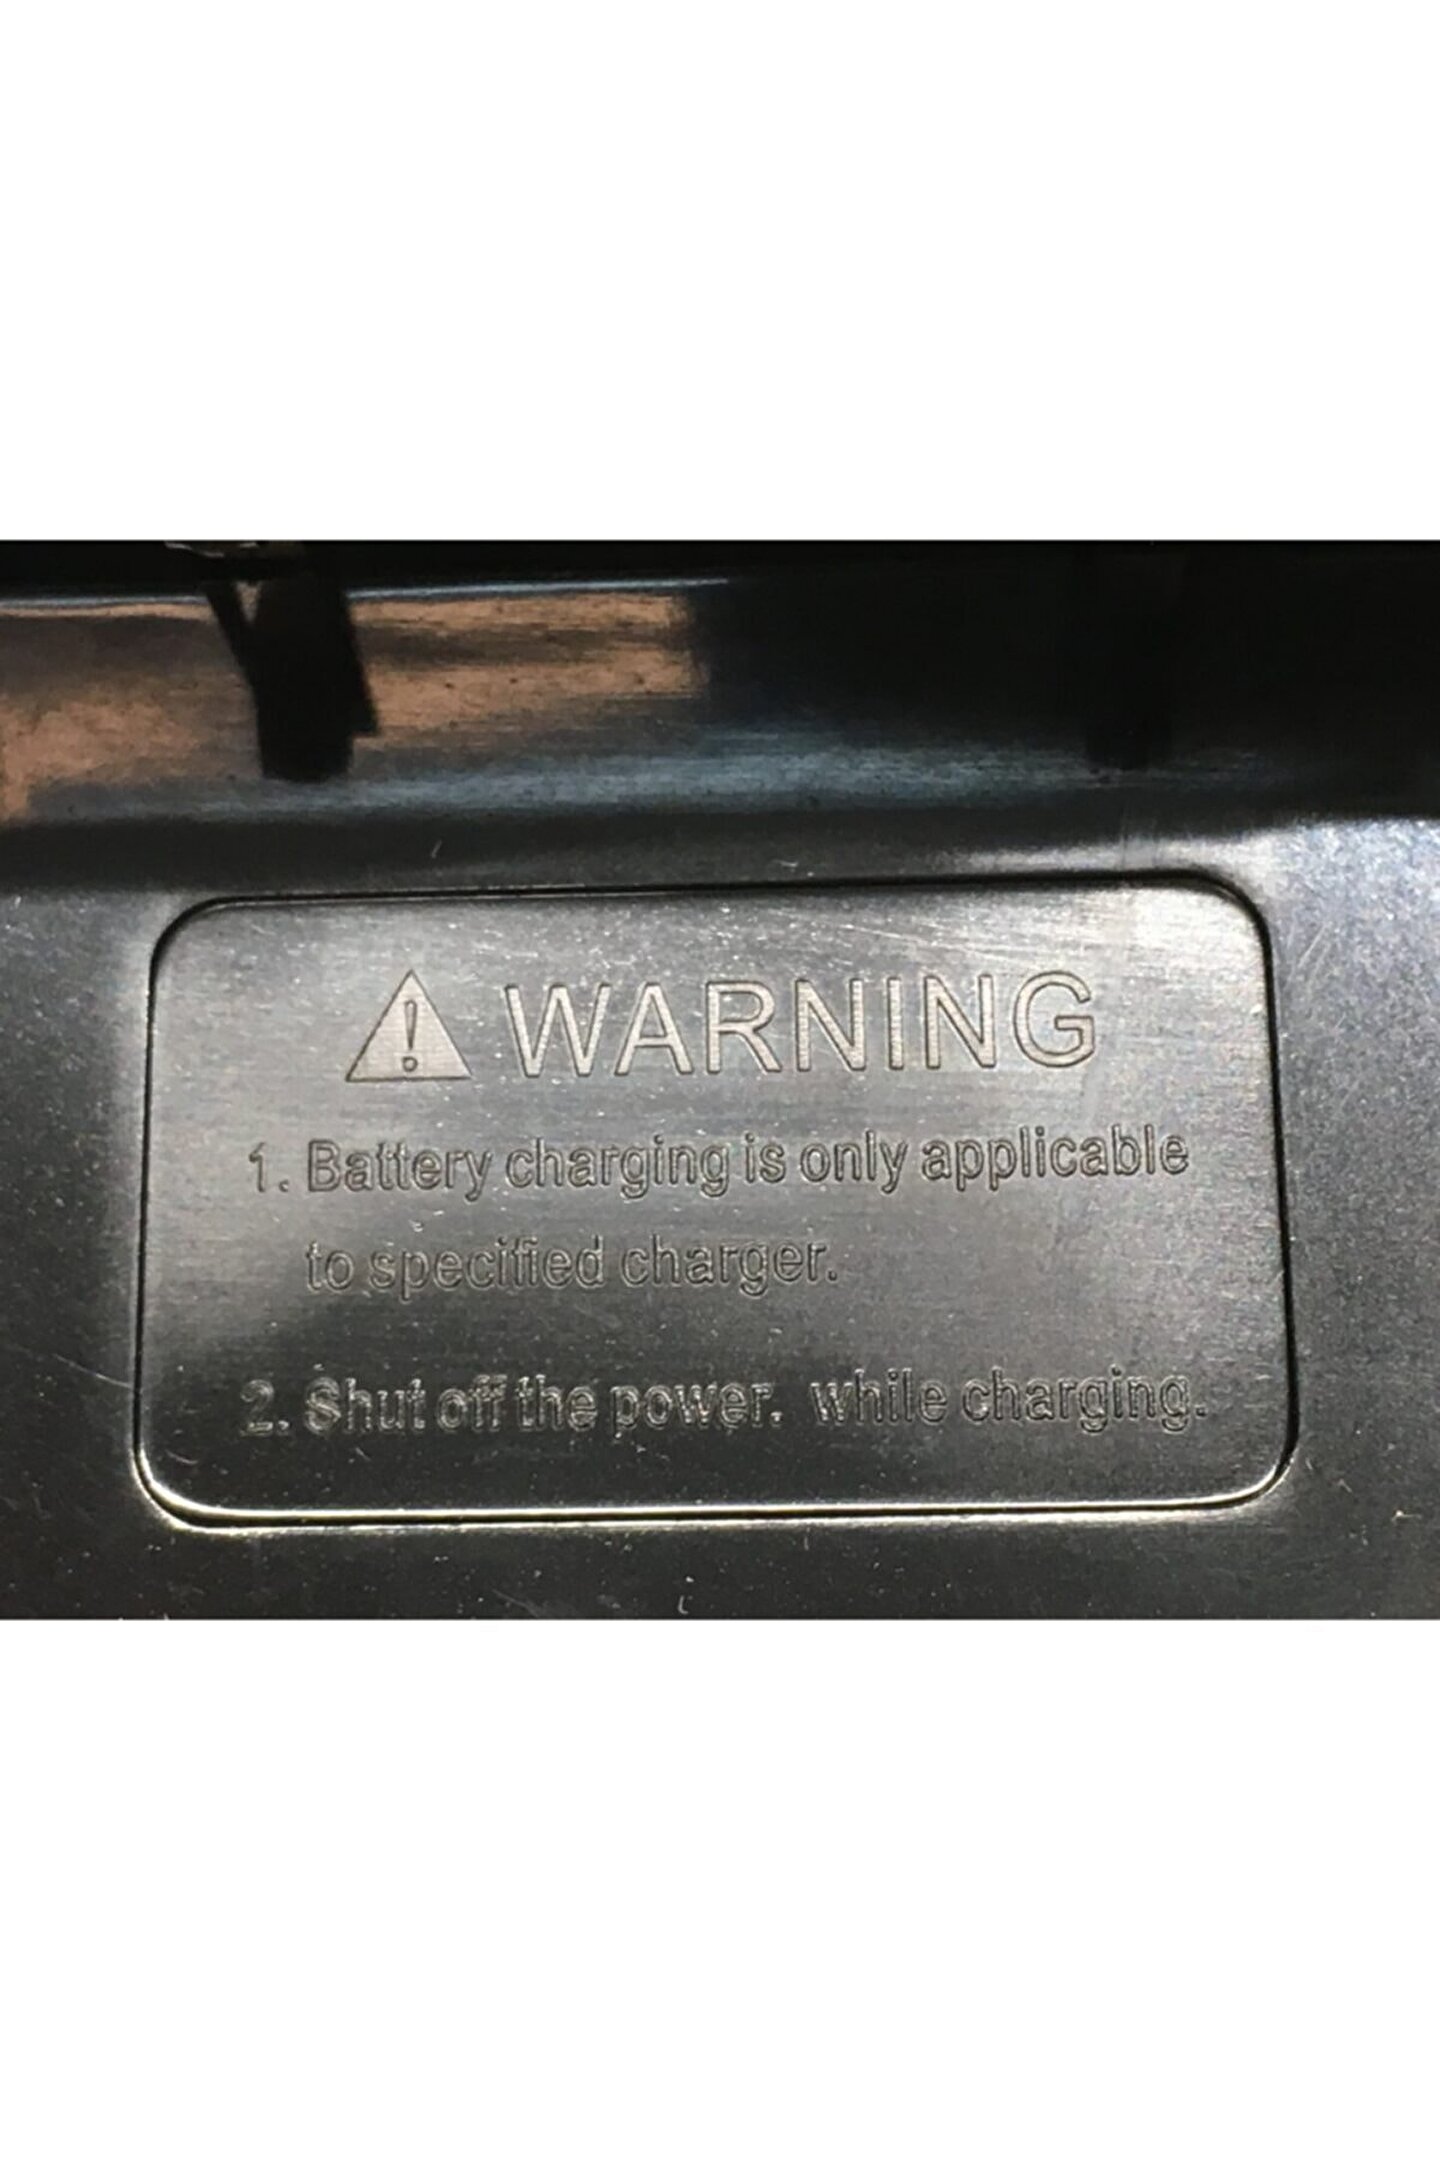 WARNING
1. Battery charging is only applicable
to specified charger.
2. Shut off the power. while charging.